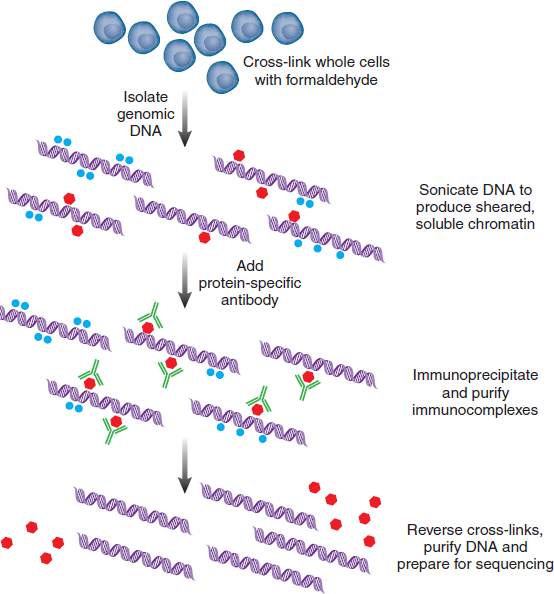 Cross-link whole cells
with formaldehyde
Isolate
genomic
DNA
Sonicate DNA to
produce sheared,
soluble chromatin
Add
protein-specific
antibody
Immunoprecipitate
and purify
immunocomplexes
Reverse cross-links,
purify DNA and
prepare for sequencing